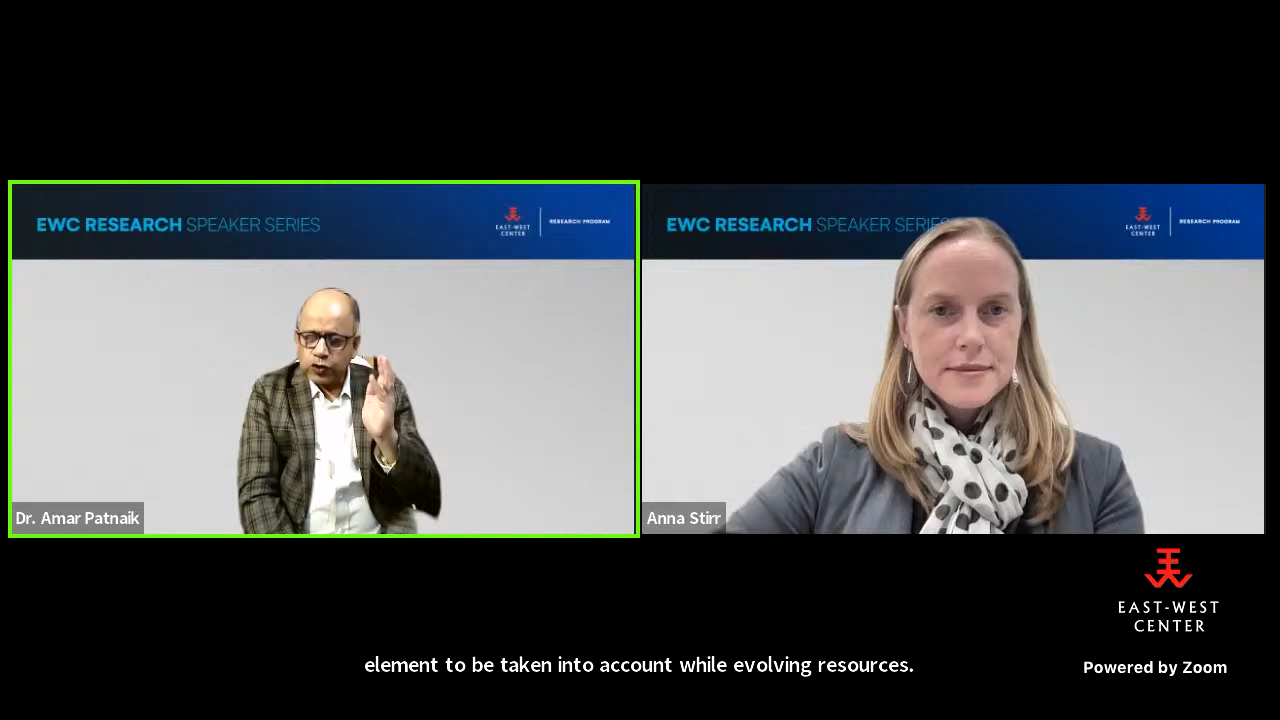 EWC RESEARCH SPEAKER SERIES
EAST-WEST
CENTER
RESEARCH PROGRAM
EWC RESEARCH SPEAKER SERIES
EAST-WEST
CENTER
RESEARCH PROGRAM
Dr. Amar Patnaik
Anna Stirr
EAST-WEST
CENTER
element to be taken into account while evolving resources.
Powered by Zoom